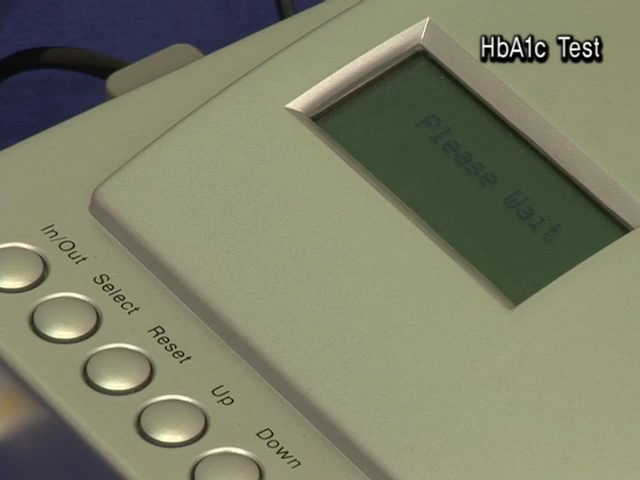 HbA1c Test
Please Wait
In/Out
Select
Reset
Up
Down